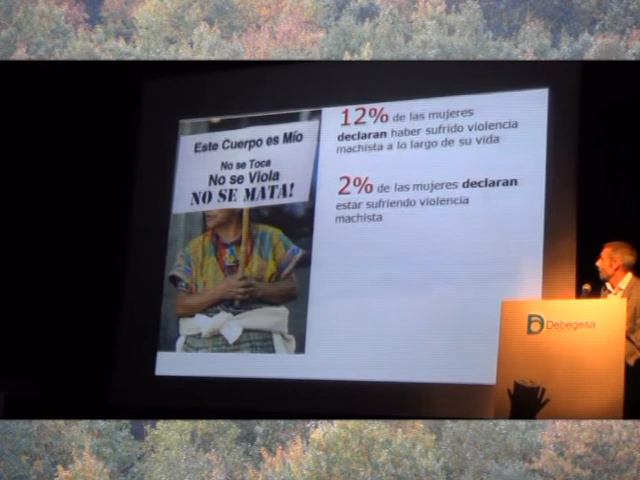 Este Cuerpo es Mío
No se Toca
No se Viola
NO SE MATA!
12% de las mujeres
declaran haber sufrido violencia
machista a lo largo de su vida
2% de las mujeres declaran
estar sufriendo violencia
machista
Debegesa